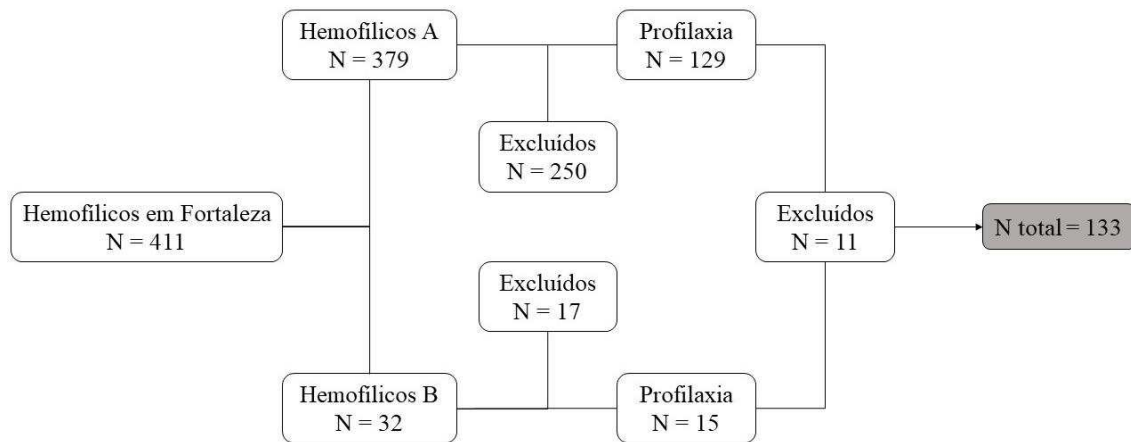 Hemofílicos em Fortaleza
N = 411
Hemofílicos A
N = 379
Excluídos
N = 250
Profilaxia
N = 129
Hemofílicos B
N = 32
Excluídos
N = 17
Profilaxia
N = 15
Excluídos
N = 11
N total = 133